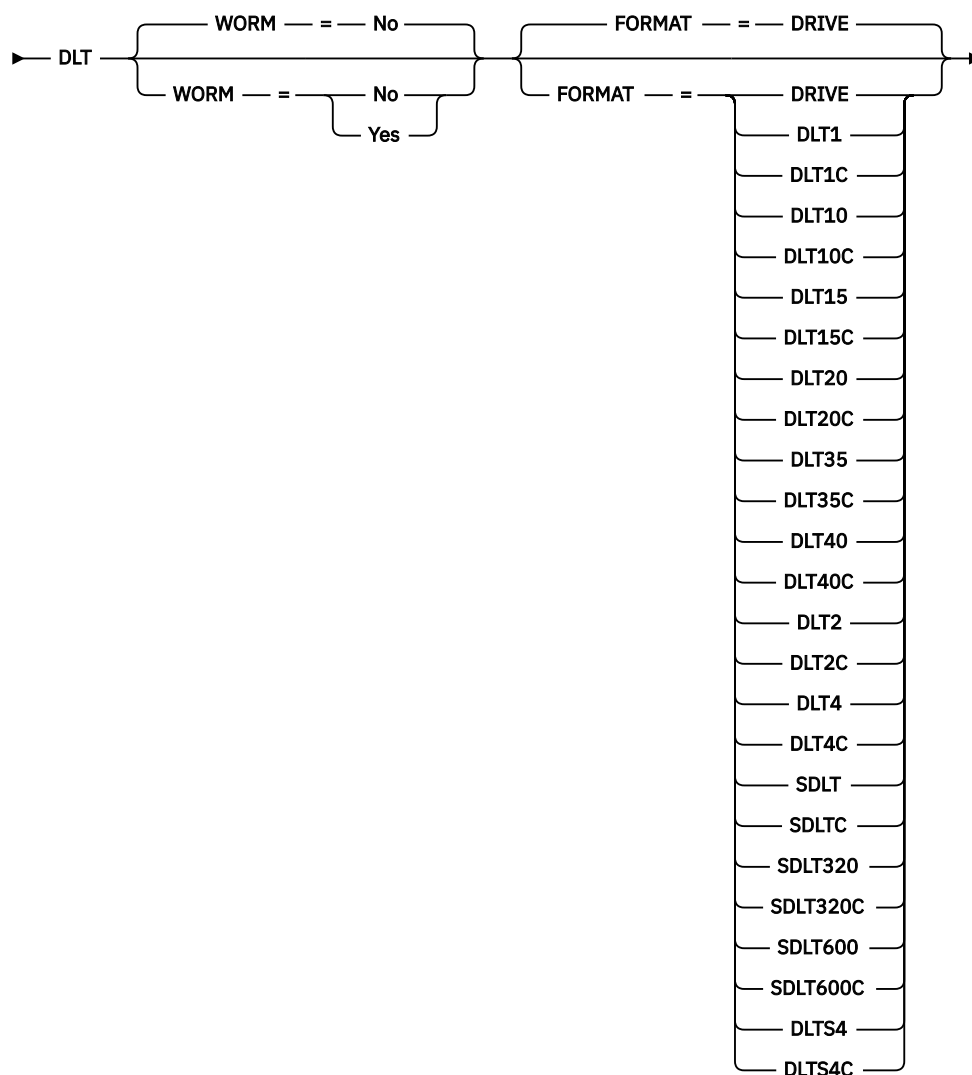 WORM = No FORMAT = DRIVE
DLT
WORM = No FORMAT = DRIVE
Yes DLT1
DLT1C
DLT10
DLT10C
DLT15
DLT15C
DLT20
DLT20C
DLT35
DLT35C
DLT40
DLT40C
DLT2
DLT2C
DLT4
DLT4C
SDLT
SDLTC
SDLT320
SDLT320C
SDLT600
SDLT600C
DLTS4
DLTS4C